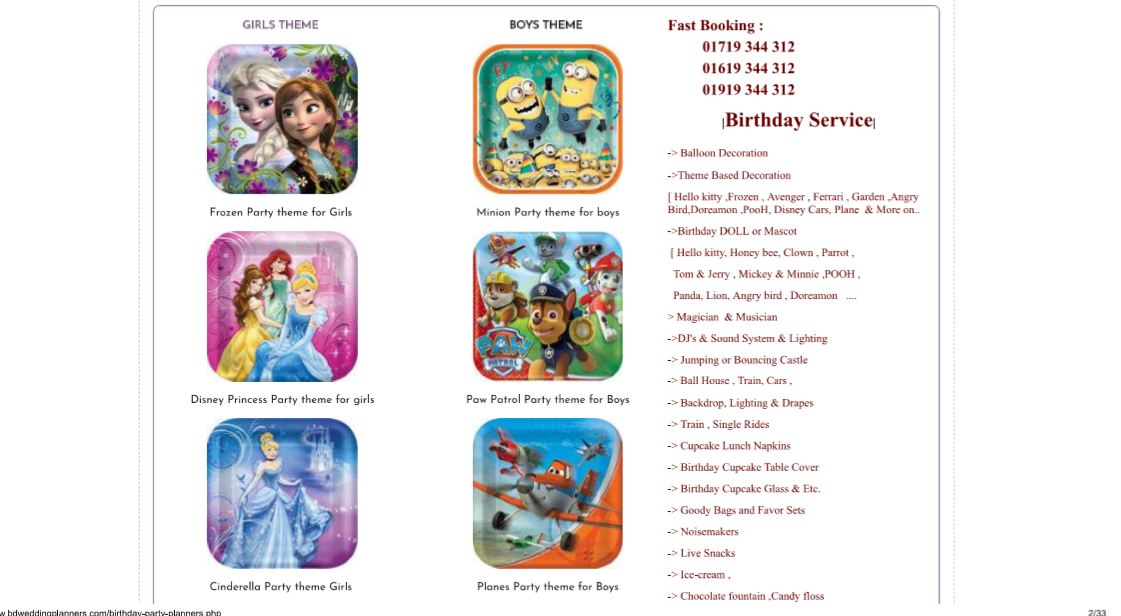 GIRLS THEME
Frozen Party theme for Girls
Disney Princess Party theme for girls
Cinderella Party theme Girls
BOYS THEME
Minion Party theme for boys
PAW
PATROL
Paw Patrol Party theme for Boys
Planes Party theme for Boys
Fast Booking :
01719 344 312
01619 344 312
01919 344 312
|Birthday Service|
-> Balloon Decoration
->Theme Based Decoration
[ Hello kitty ,Frozen , Avenger , Ferrari , Garden ,Angry
Bird,Doreamon ,PooH, Disney Cars, Plane & More on..
->Birthday DOLL or Mascot
[ Hello kitty, Honey bee, Clown , Parrot ,
Tom & Jerry , Mickey & Minnie ,POOH ,
Panda, Lion, Angry bird , Doreamon ....
> Magician & Musician
->DJ's & Sound System & Lighting
-> Jumping or Bouncing Castle
-> Ball House , Train, Cars ,
-> Backdrop, Lighting & Drapes
-> Train , Single Rides
-> Cupcake Lunch Napkins
-> Birthday Cupcake Table Cover
-> Birthday Cupcake Glass & Etc.
-> Goody Bags and Favor Sets
-> Noisemakers
-> Live Snacks
-> Ice-cream ,
-> Chocolate fountain ,Candy floss
w.bdweddingplanners.com/birthday-party-planners.php
2/33